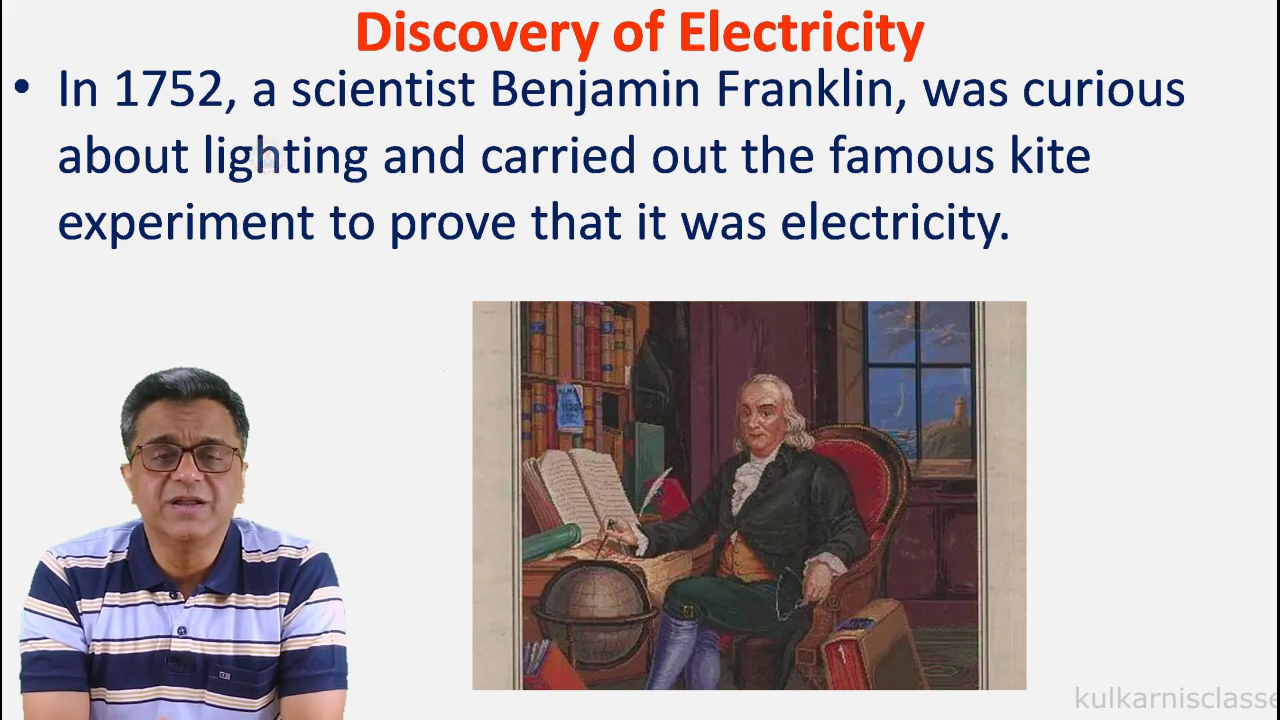 Discovery of Electricity
• In 1752, a scientist Benjamin Franklin, was curious
about lighting and carried out the famous kite
experiment to prove that it was electricity.
kulkarnisclasse